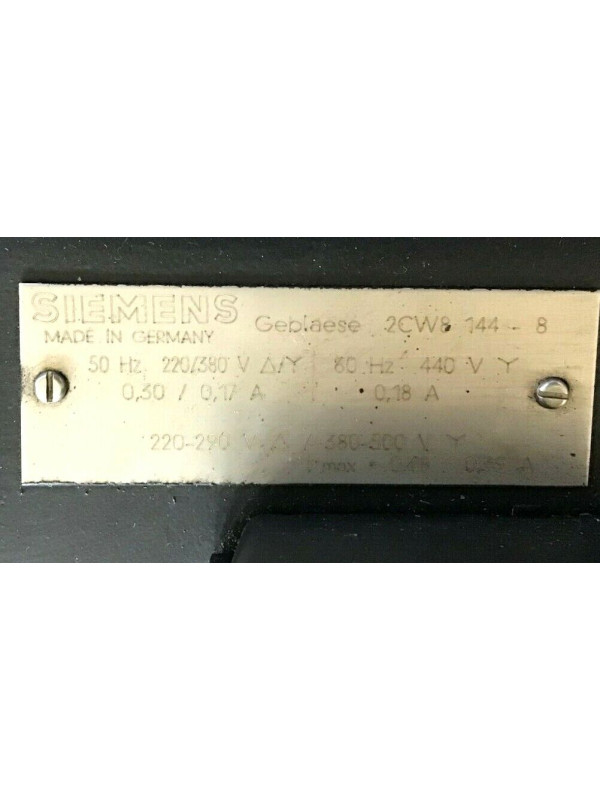 SIEMENS Geblaese 2CW8 144 - 8
MADE IN GERMANY
50 Hz 220/380 V Δ/Y 60 Hz 440 V Y
0,30 / 0,17 A 0,18 A
220-290 V Δ / 380-500 V Y
max